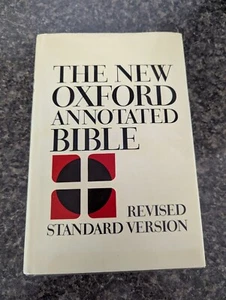 THE NEW
OXFORD
ANNOTATED
BIBLE
REVISED
STANDARD VERSION